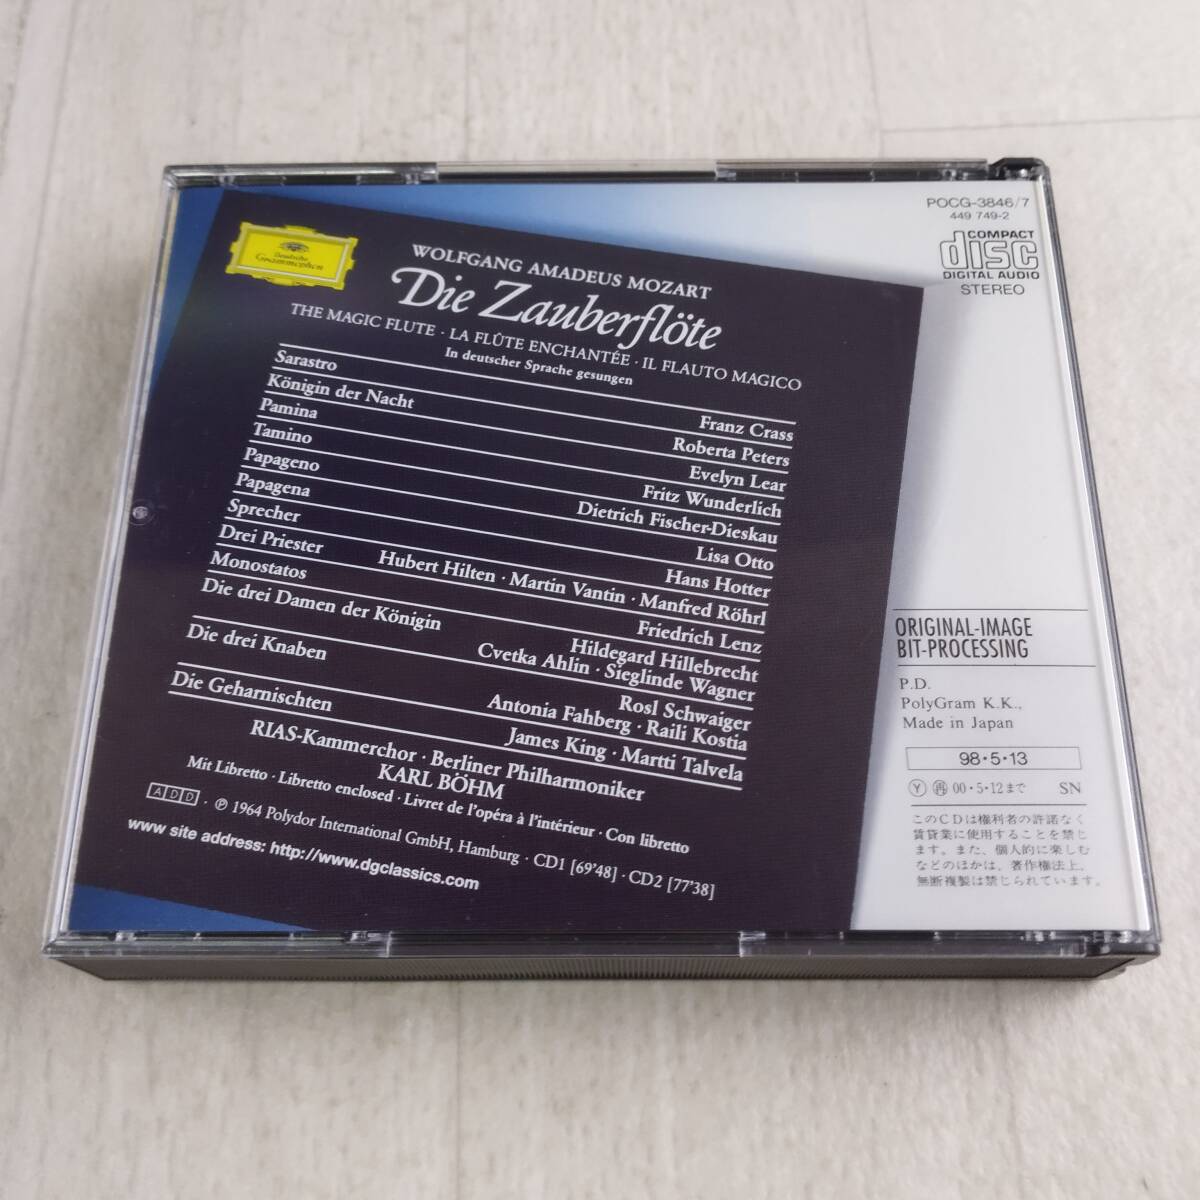 Deutsche
Grammophon
WOLFGANG AMADEUS MOZART
Die Zauberflöte
THE MAGIC FLUTE · LA FLÛTE ENCHANTÉE · IL FLAUTO MAGICO
In deutscher Sprache gesungen
Sarastro
Franz Crass
Königin der Nacht
Roberta Peters
Pamina
Evelyn Lear
Tamino
Fritz Wunderlich
Papageno
Dietrich Fischer-Dieskau
Papagena
Lisa Otto
Sprecher
Hans Hotter
Drei Priester
Hubert Hilten · Martin Vantin · Manfred Röhrl
Monostatos
Friedrich Lenz
Die drei Damen der Königin
Hildegard Hillebrecht
Cvetka Ahlin · Sieglinde Wagner
Die drei Knaben
Rosl Schwaiger
Antonia Fahberg · Raili Kostia
Die Geharnischten
James King · Martti Talvela
RIAS-Kammerchor · Berliner Philharmoniker
KARL BÖHM
Mit Libretto · Libretto enclosed · Livret de l'opéra à l'intérieur · Con libretto
ADD · ℗ 1964 Polydor International GmbH, Hamburg · CD1 [69'48] · CD2 [77'38]
www site address: http://www.dgclassics.com
POCG-3846/7
449 749-2
COMPACT
disc
DIGITAL AUDIO
STEREO
ORIGINAL-IMAGE
BIT-PROCESSING
P.D.
PolyGram K.K.,
Made in Japan
98·5·13
Ⓨ 再 00·5·12まで SN
このCDは権利者の許諾なく
賃貸業に使用することを禁じ
ます。また、個人的に楽しむ
などのほかは、著作権法上、
無断複製は禁じられています。